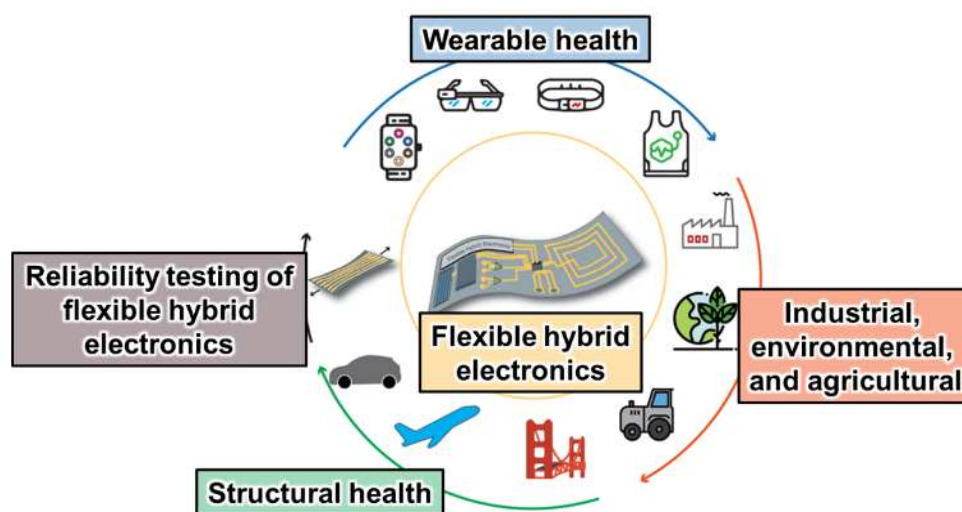 Wearable health
Reliability testing of
flexible hybrid
electronics
Flexible hybrid
electronics
Industrial,
environmental,
and agricultural
Structural health